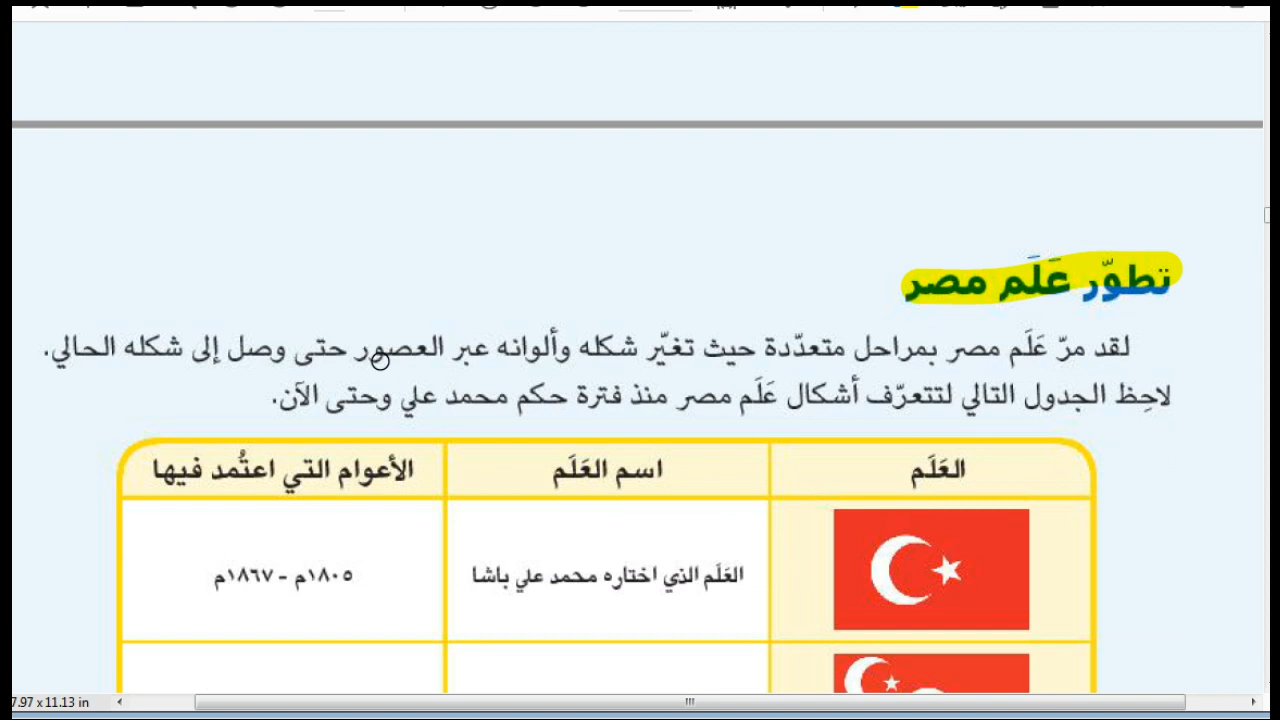 تطوّر عَلَم مصر
لقد مرّ عَلَم مصر بمراحل متعدّدة حيث تغيّر شكله وألوانه عبر العصور حتى وصل إلى شكله الحالي.
لاحِظ الجدول التالي لتتعرّف أشكال عَلَم مصر منذ فترة حكم محمد علي وحتى الآن.
العَلَم اسم العَلَم الأعوام التي اعتُمد فيها
العَلَم الذي اختاره محمد علي باشا ١٨٠٥م - ١٨٦٧م
7.97 x 11.13 in